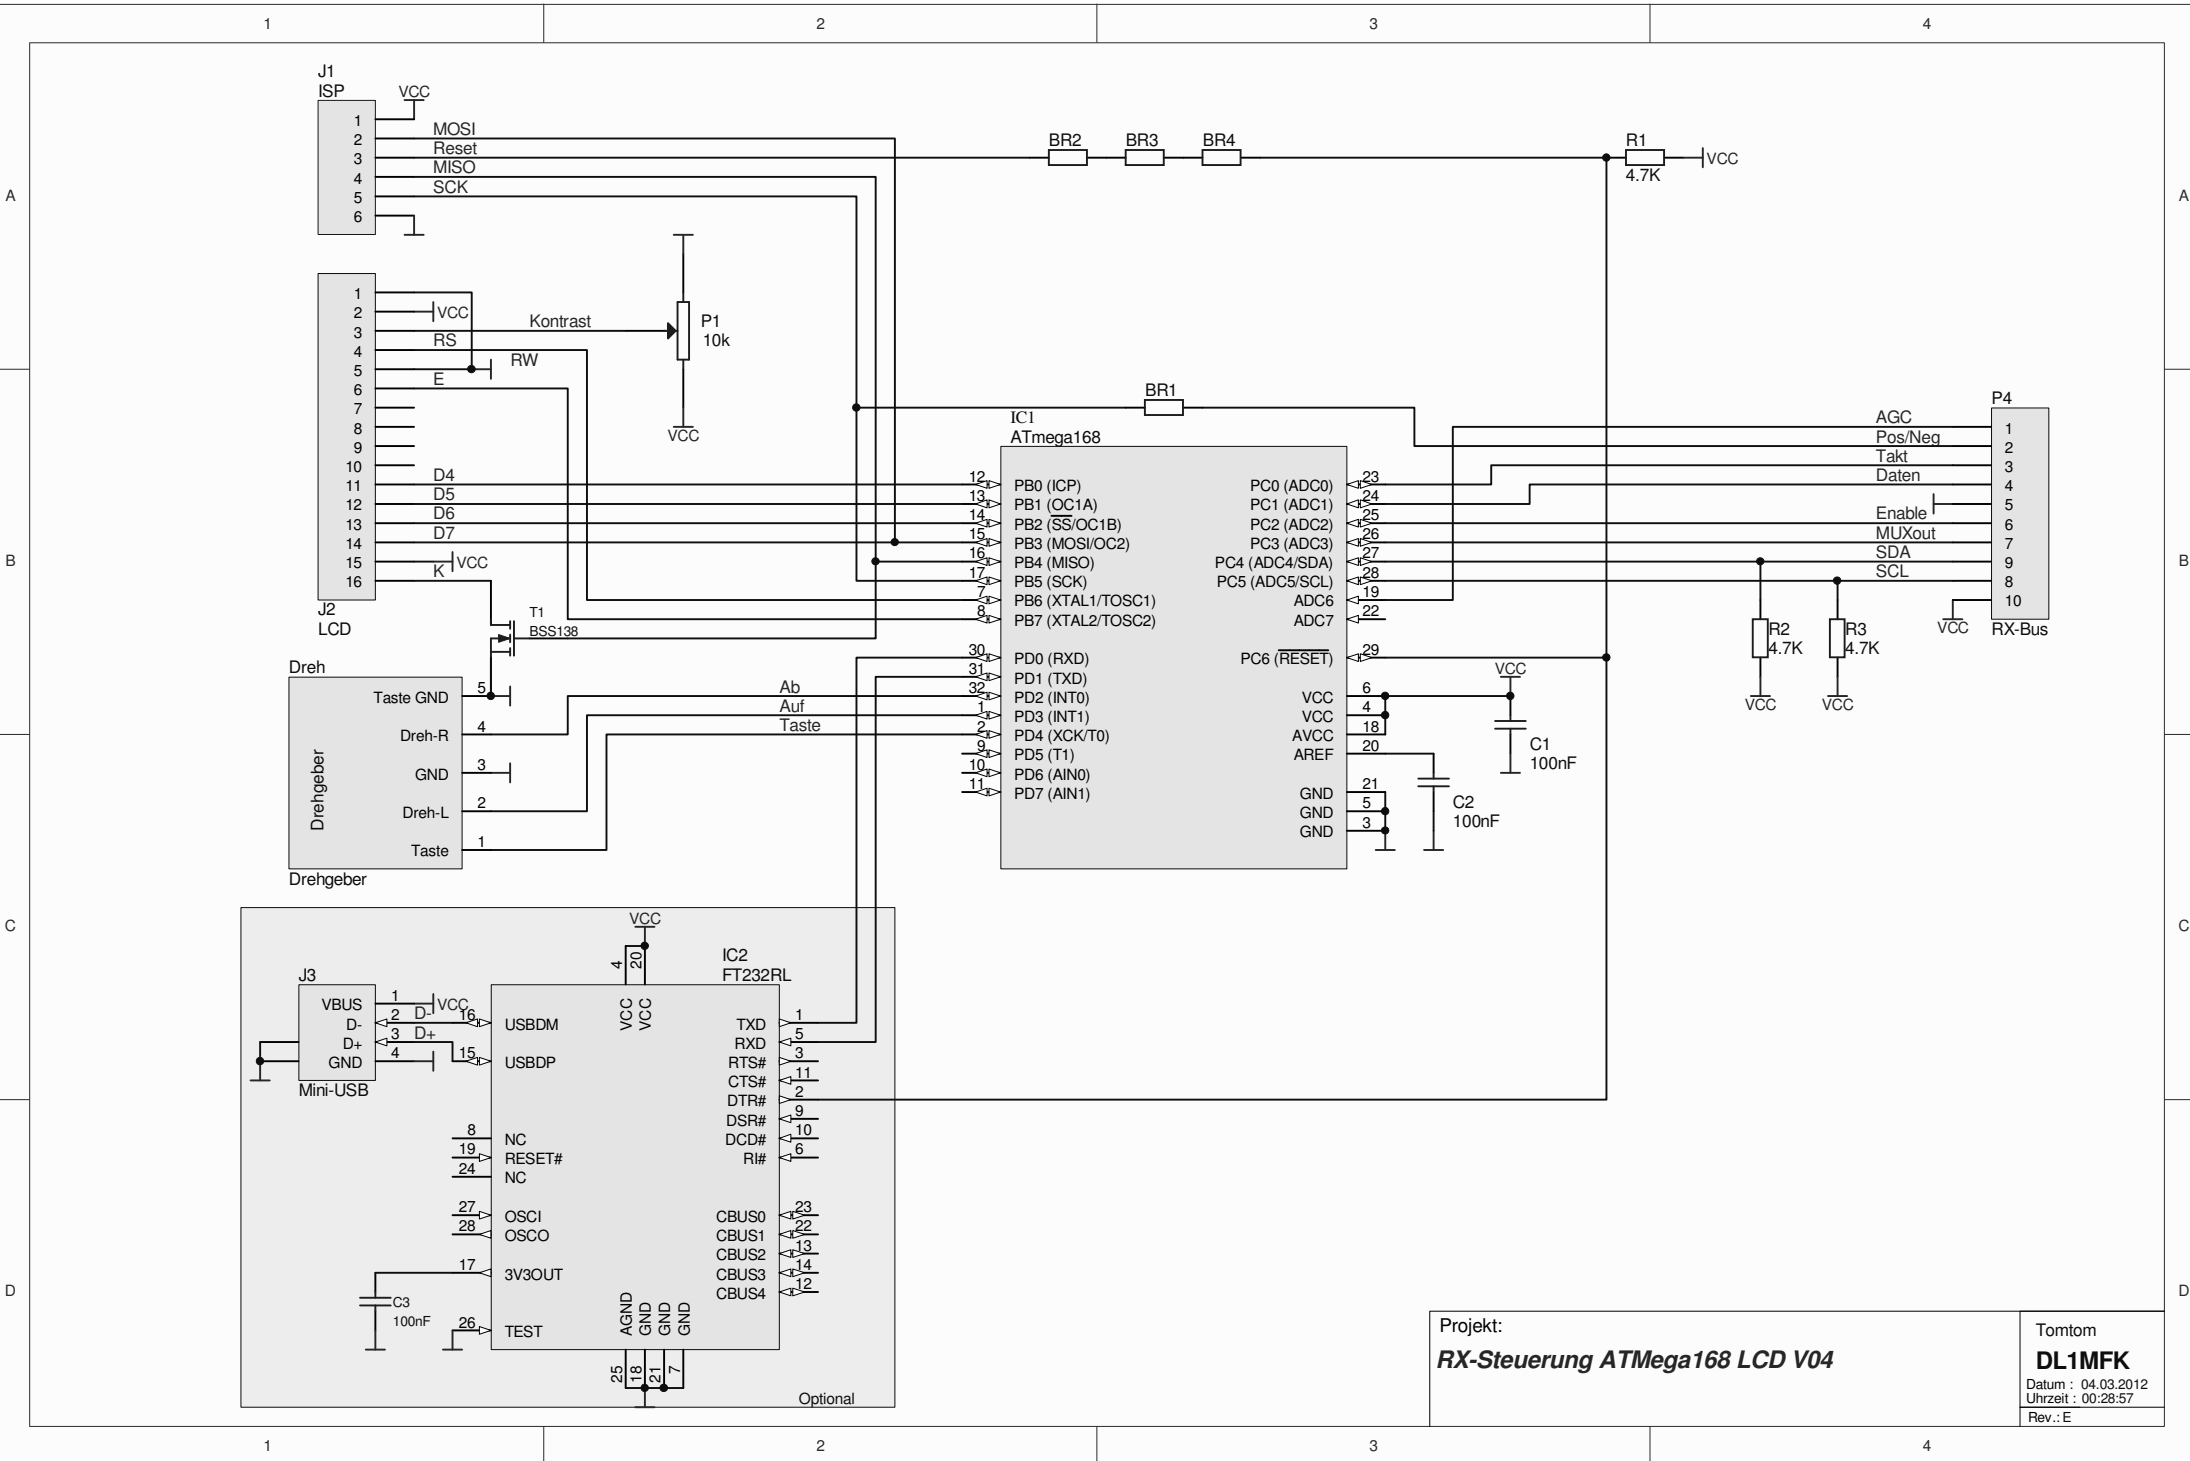 1 2 3 4
A A
B B
C C
D D
J1
ISP
VCC
1
2 MOSI
3 Reset
4 MISO
5 SCK
6
BR2 BR3 BR4
R1
4.7K
VCC
1
2 VCC
3 Kontrast
4 RS
5 RW
6 E
7
8
9
10
11 D4
12 D5
13 D6
14 D7
15 VCC
16 K
J2
LCD
P1
10k
VCC
T1
BSS138
BR1
IC1
ATmega168
12 PB0 (ICP)
13 PB1 (OC1A)
14 PB2 (SS/OC1B)
15 PB3 (MOSI/OC2)
16 PB4 (MISO)
17 PB5 (SCK)
7 PB6 (XTAL1/TOSC1)
8 PB7 (XTAL2/TOSC2)
30 PD0 (RXD)
31 PD1 (TXD)
32 PD2 (INT0)
1 PD3 (INT1)
2 PD4 (XCK/T0)
9 PD5 (T1)
10 PD6 (AIN0)
11 PD7 (AIN1)
PC0 (ADC0) 23
PC1 (ADC1) 24
PC2 (ADC2) 25
PC3 (ADC3) 26
PC4 (ADC4/SDA) 27
PC5 (ADC5/SCL) 28
ADC6 19
ADC7 22
PC6 (RESET) 29
VCC 6
VCC 4
AVCC 18
AREF 20
GND 21
GND 5
GND 3
VCC
C1
100nF
C2
100nF
P4
AGC 1
Pos/Neg 2
Takt 3
Daten 4
5
Enable 6
MUXout 7
SDA 9
SCL 8
10
VCC
RX-Bus
R2
4.7K
VCC
R3
4.7K
VCC
Dreh
Drehgeber
Taste GND 5
Dreh-R 4
GND 3
Dreh-L 2
Taste 1
Drehgeber
Ab
Auf
Taste
J3
VBUS 1 VCC
D- 2 D-
D+ 3 D+
GND 4
Mini-USB
VCC
4 20
VCC VCC
IC2
FT232RL
16 USBDM
15 USBDP
8 NC
19 RESET#
24 NC
27 OSCI
28 OSCO
17 3V3OUT
26 TEST
C3
100nF
TXD 1
RXD 5
RTS# 3
CTS# 11
DTR# 2
DSR# 9
DCD# 10
RI# 6
CBUS0 23
CBUS1 22
CBUS2 13
CBUS3 14
CBUS4 12
AGND GND GND GND
25 18 21 7
Optional
Projekt:
RX-Steuerung ATMega168 LCD V04
Tomtom
DL1MFK
Datum : 04.03.2012
Uhrzeit : 00:28:57
Rev.: E
1 2 3 4